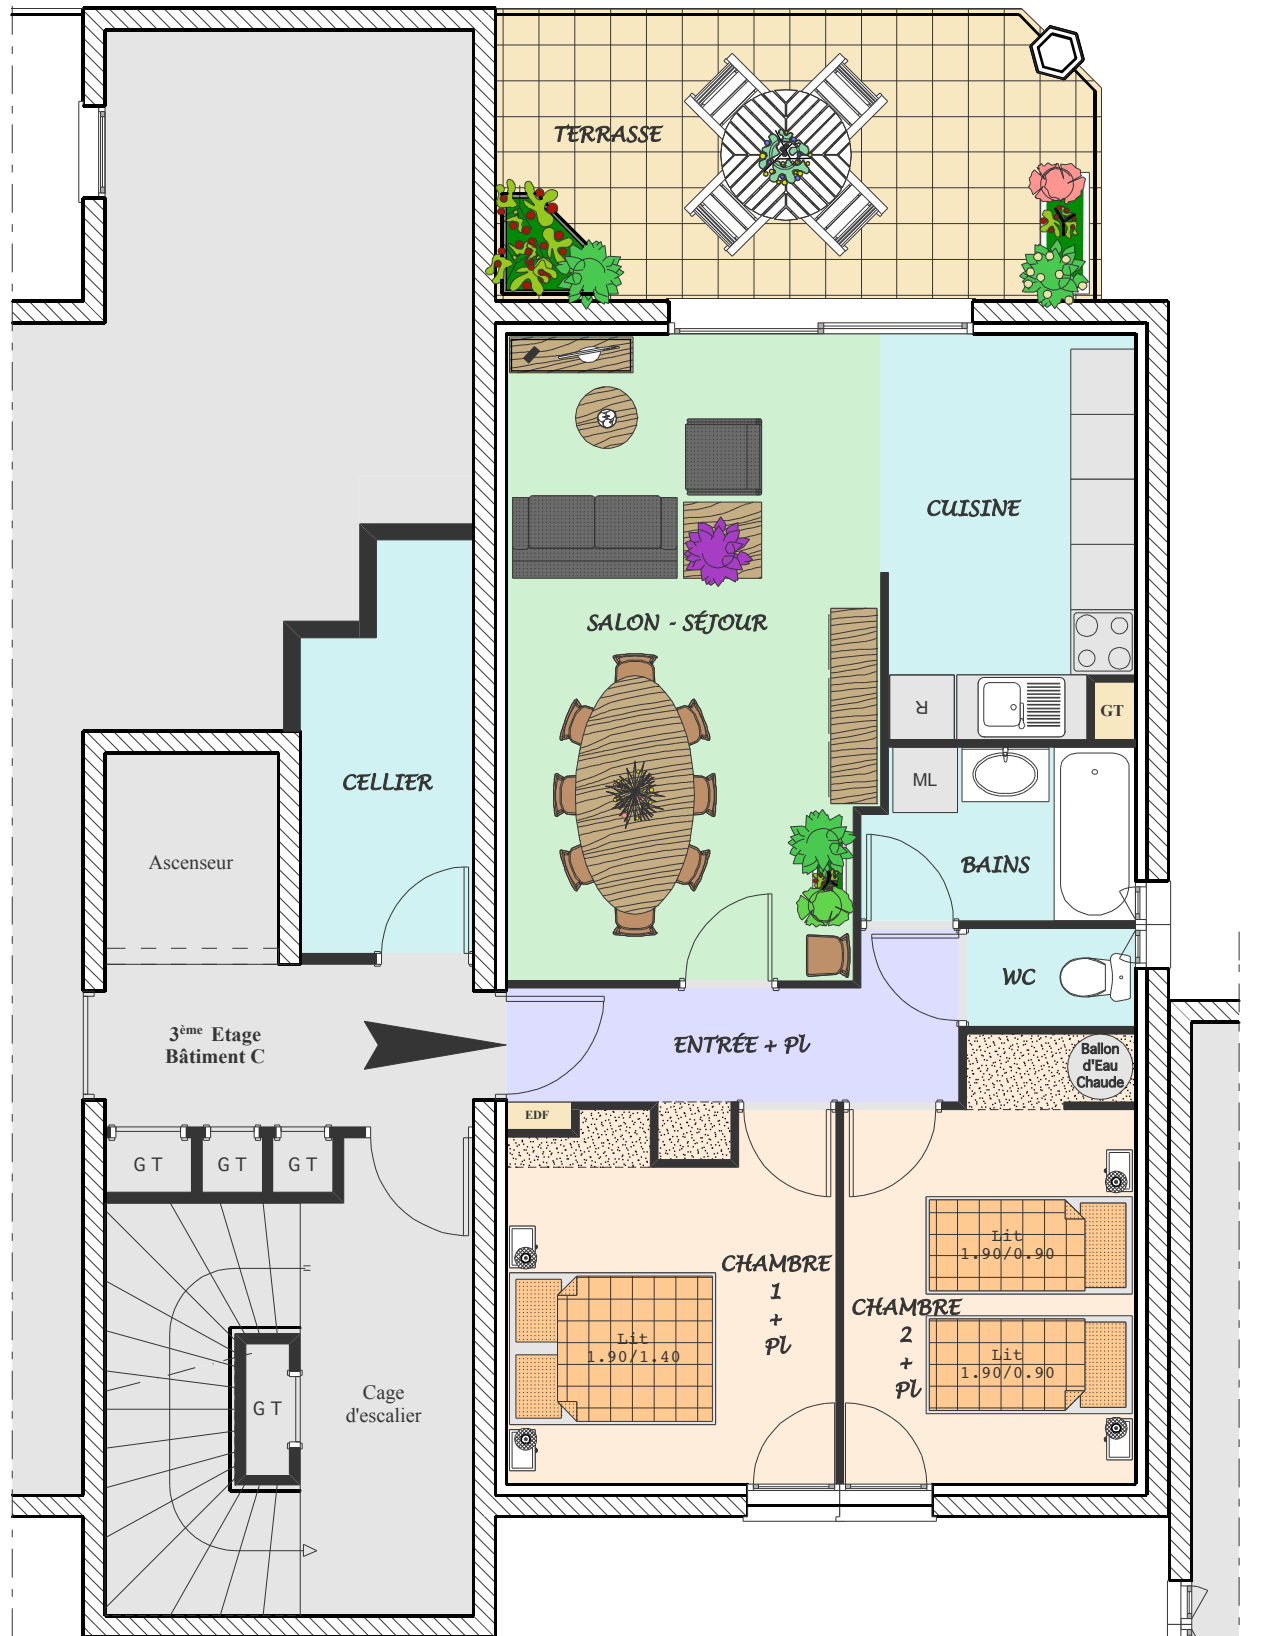 TERRASSE
CUISINE
SALON - SÉJOUR
R
GT
CELLIER
ML
Ascenseur
BAINS
WC
3ème Etage
Bâtiment C
ENTRÉE + Pl
Ballon
d'Eau
Chaude
EDF
G T
G T
G T
CHAMBRE
1
+
Pl
Lit
1.90/0.90
CHAMBRE
2
+
Pl
Lit
1.90/1.40
Lit
1.90/0.90
Cage
d'escalier
G T